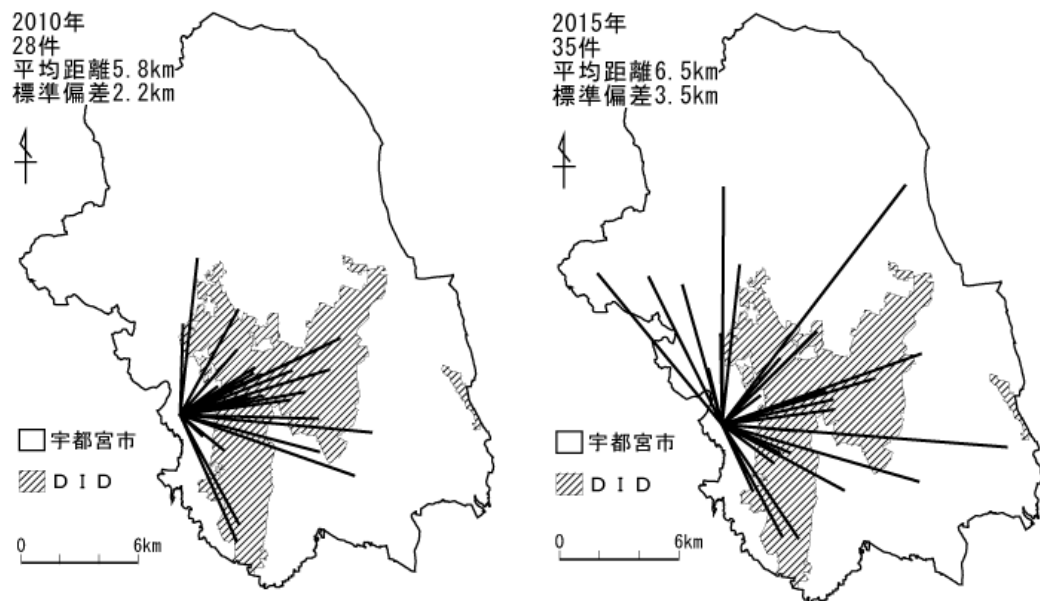 2010年
28件
平均距離5.8km
標準偏差2.2km
宇都宮市
ＤＩＤ
0 6km
2015年
35件
平均距離6.5km
標準偏差3.5km
宇都宮市
ＤＩＤ
0 6km